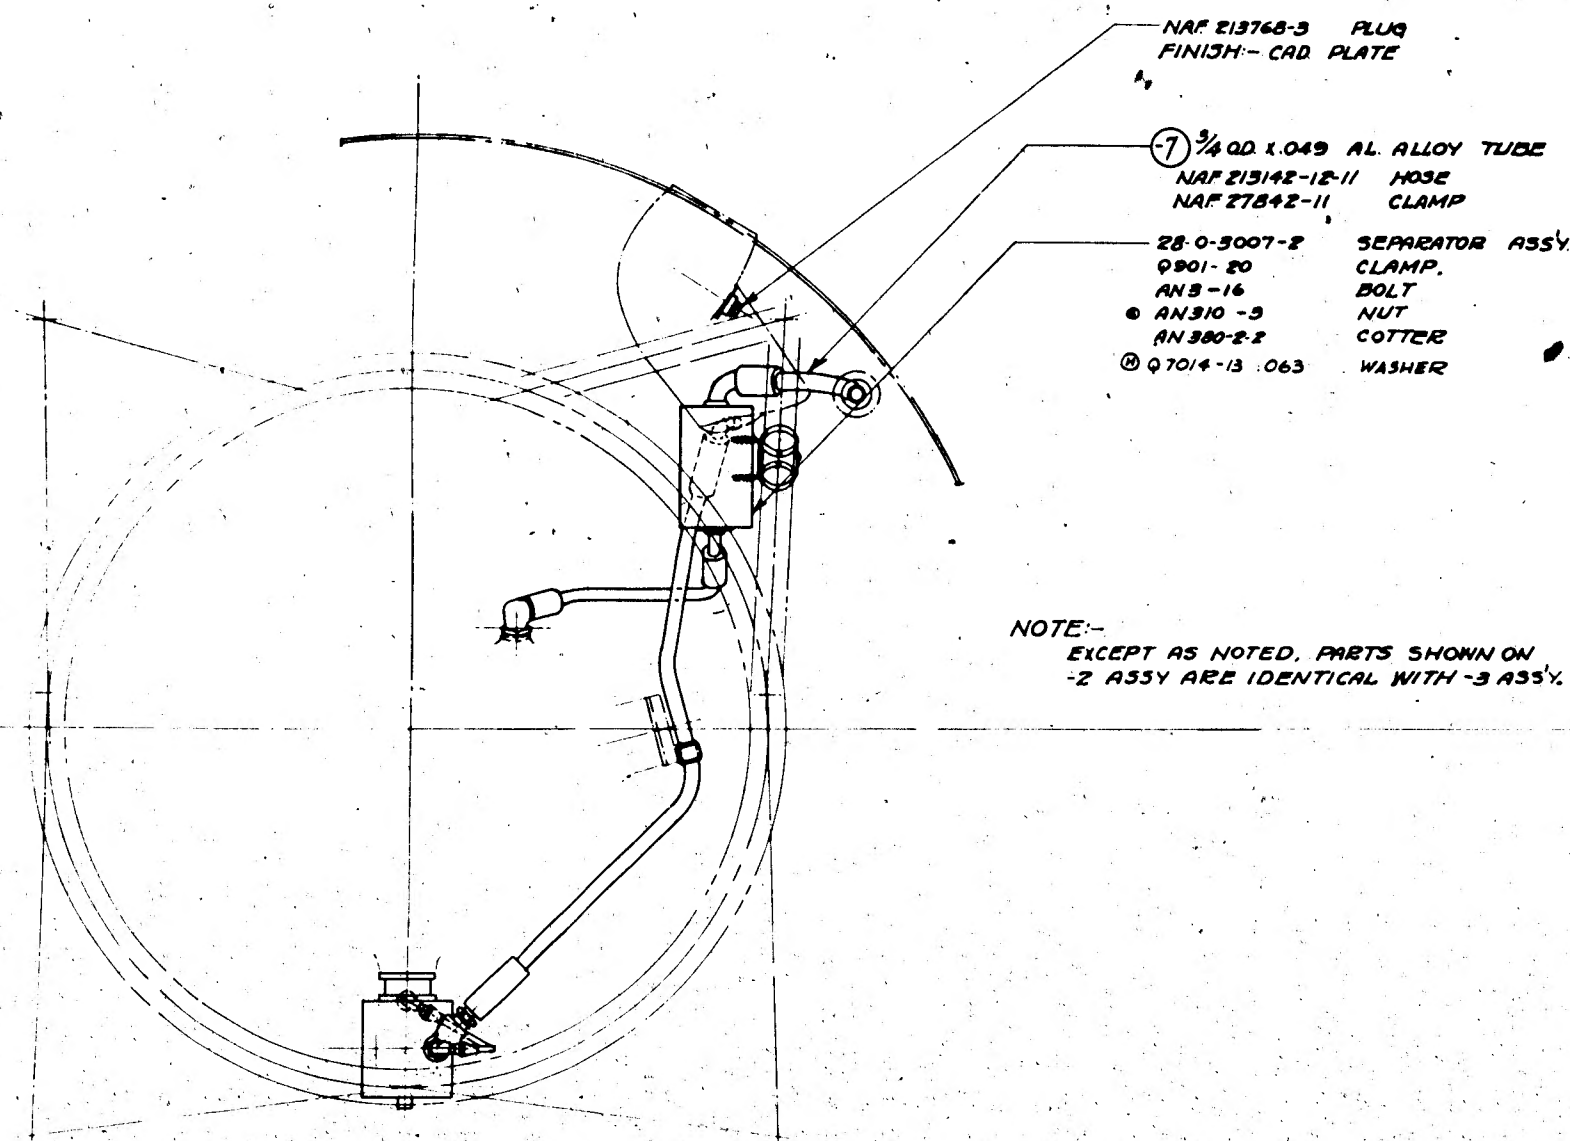 NAF 213768-3 PLUG
FINISH:- CAD. PLATE
-7 3/4 O.D. X .049 AL. ALLOY TUBE
NAF 213142-12-11 HOSE
NAF 27842-11 CLAMP
28-0-3007-2 SEPARATOR ASS'Y.
Q901-20 CLAMP.
AN3-16 BOLT
AN310-3 NUT
AN380-2-2 COTTER
Q7014-13 .063 WASHER
NOTE:-
EXCEPT AS NOTED, PARTS SHOWN ON
-2 ASSY ARE IDENTICAL WITH -3 ASS'Y.